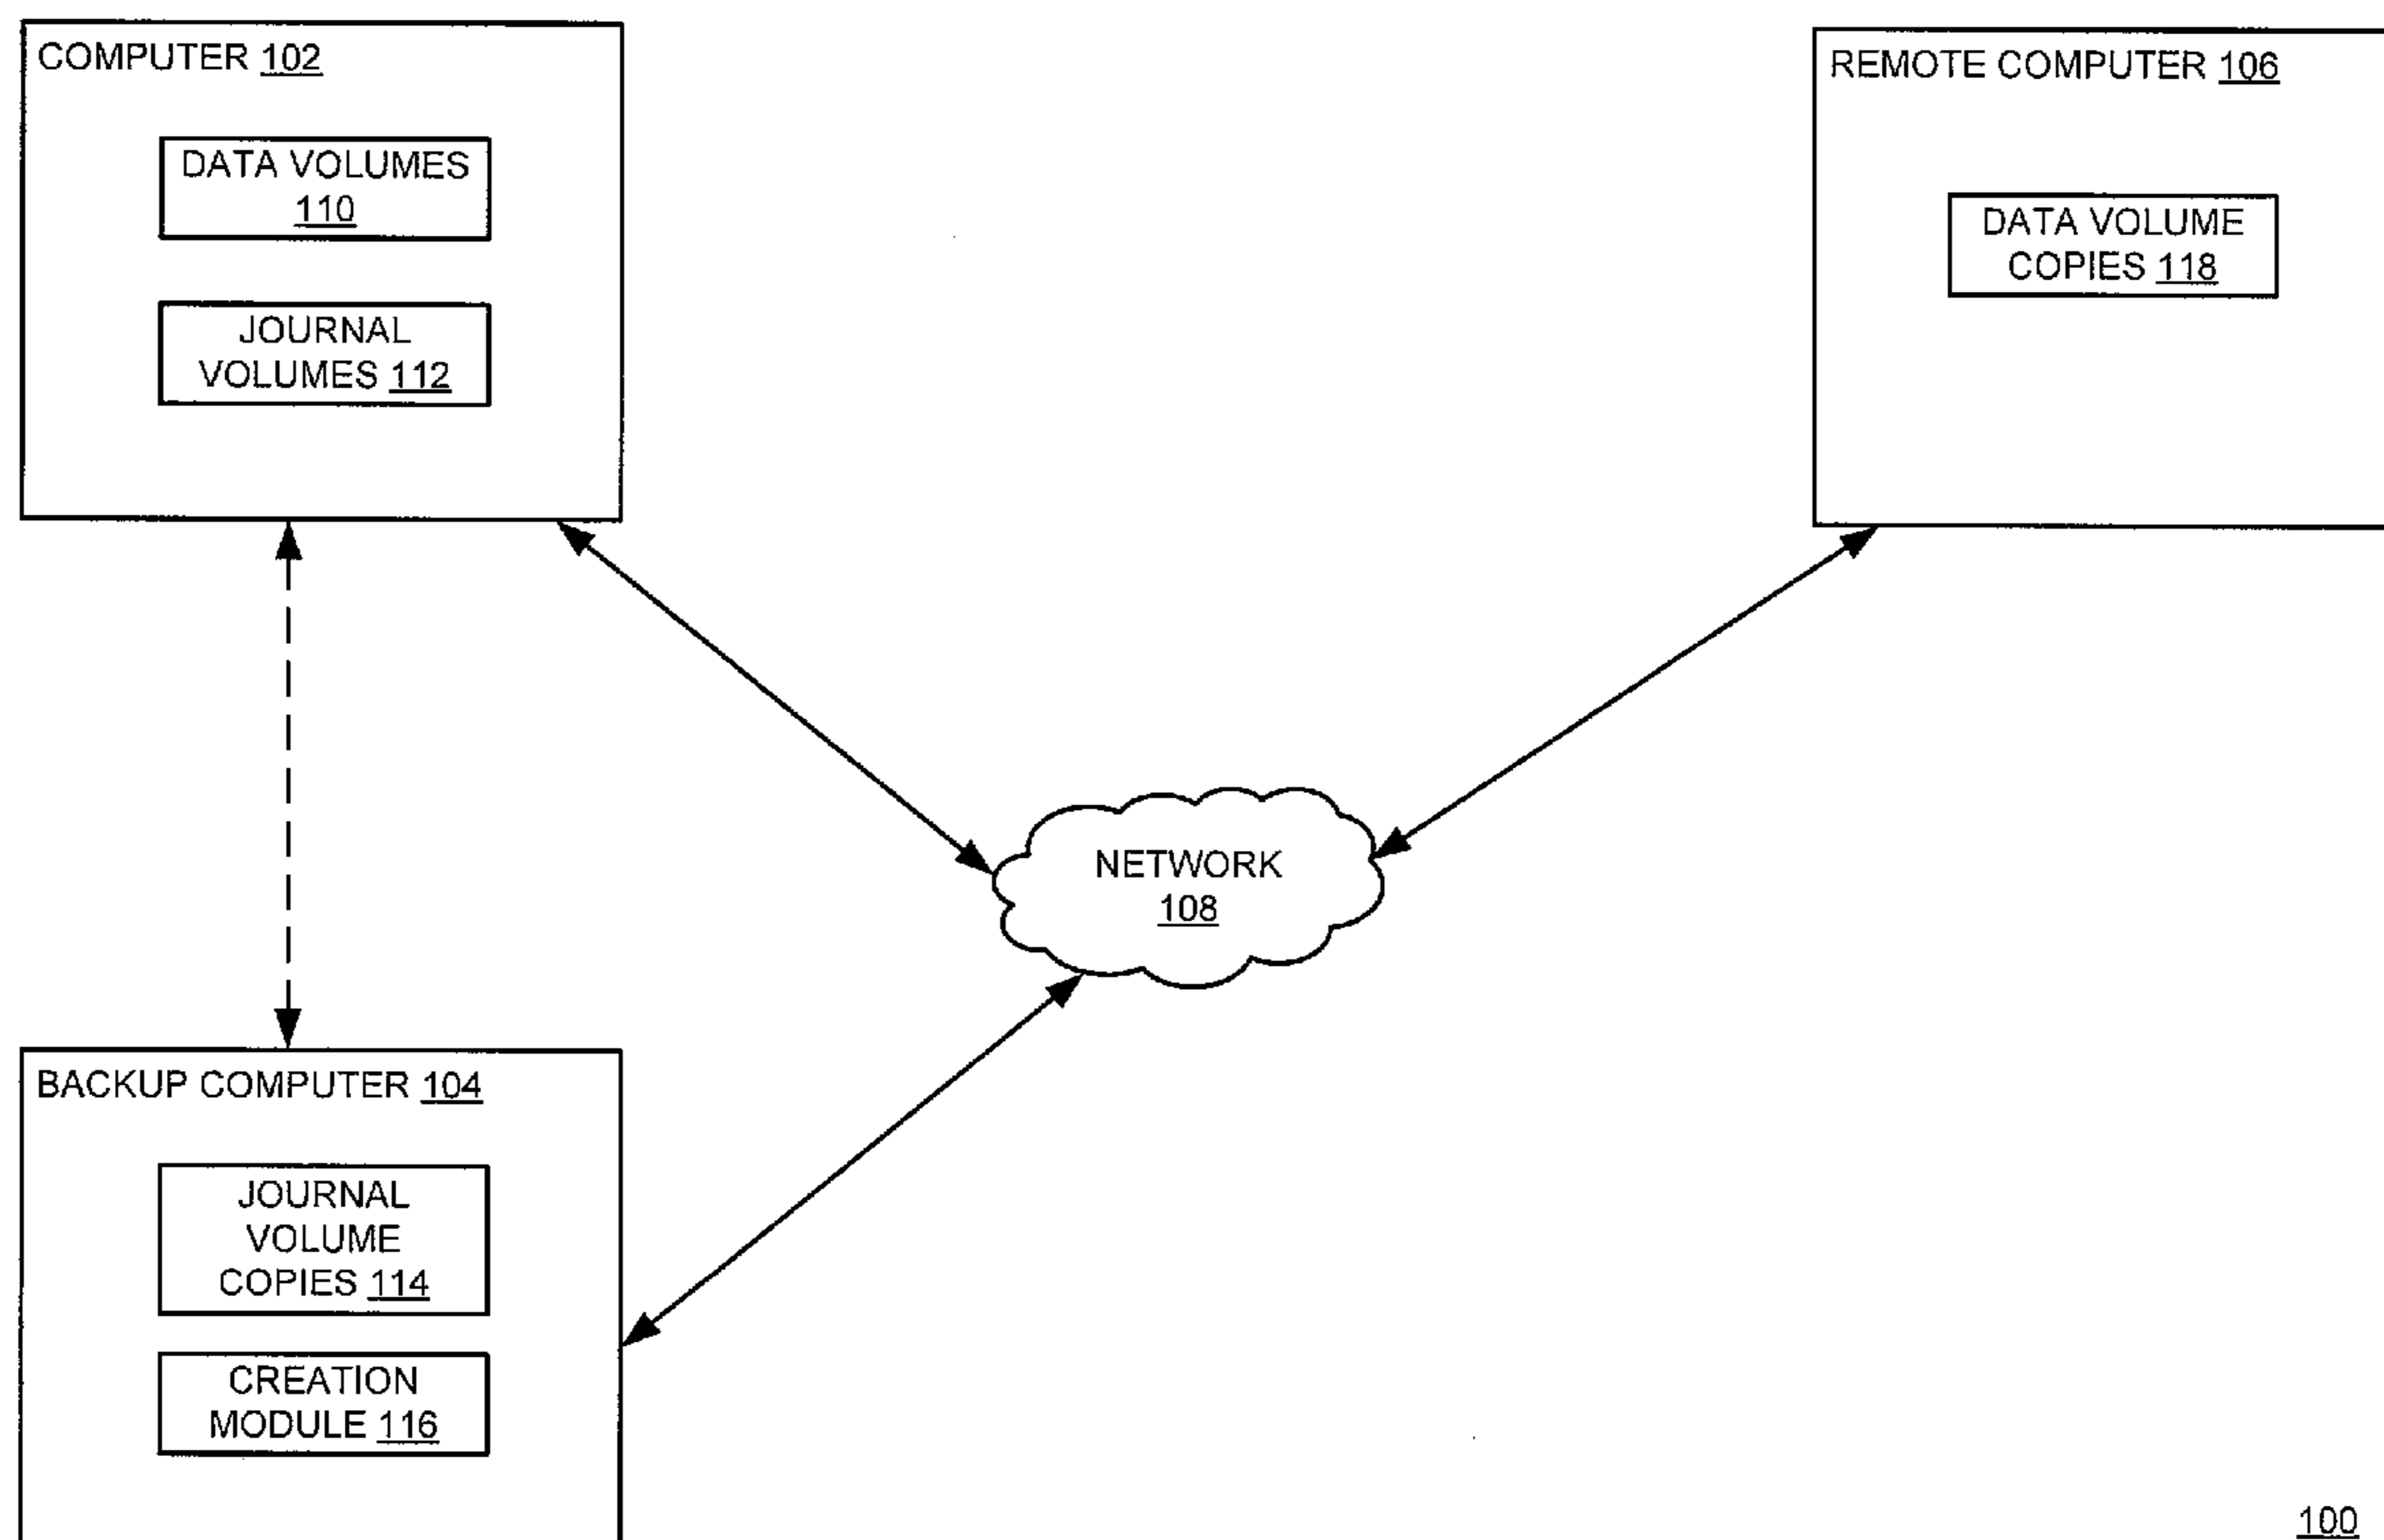 COMPUTER 102
DATA VOLUMES
110
JOURNAL
VOLUMES 112
REMOTE COMPUTER 106
DATA VOLUME
COPIES 118
NETWORK
108
BACKUP COMPUTER 104
JOURNAL
VOLUME
COPIES 114
CREATION
MODULE 116
100